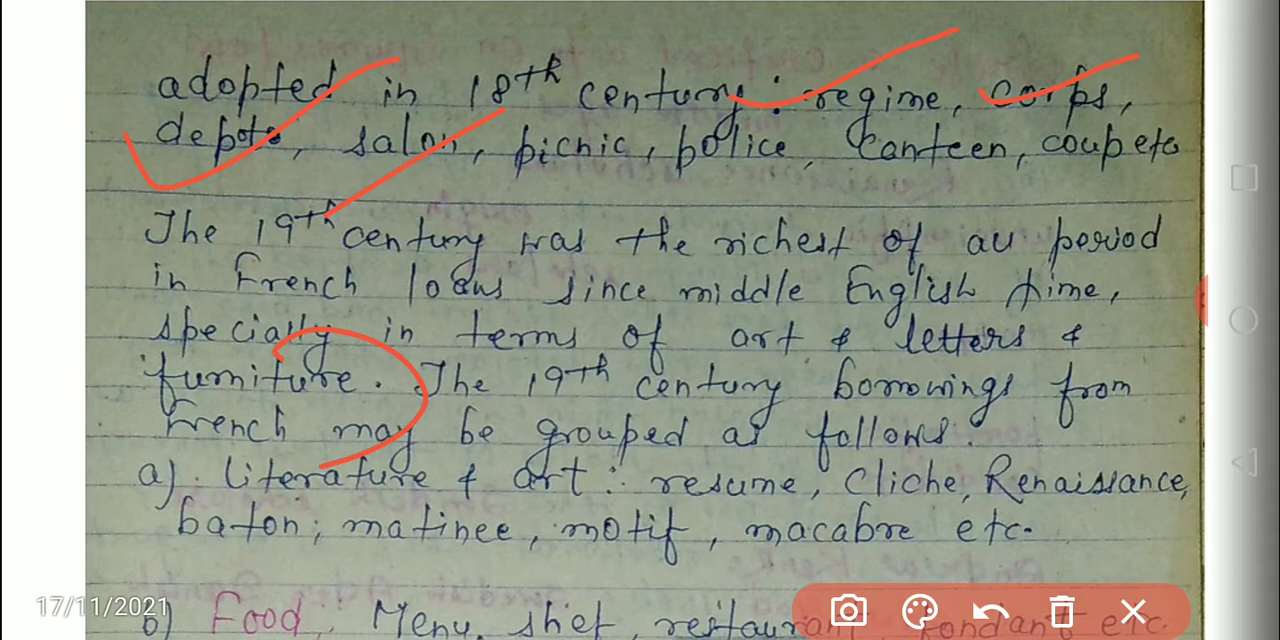 adopted in 18th century : regime, corps,
depots, salon, picnic, police, Canteen, coup etc
The 19th century was the richest of au period
in French loans since middle English time,
specially in terms of art & letters &
furniture. The 19th century borrowings from
French may be grouped as follows.
a). Literature & art : resume, Cliche, Renaissance,
baton, matinee, motif, macabre etc.
b) Food : Menu, shef, restaurant, fondant etc.
17/11/2021